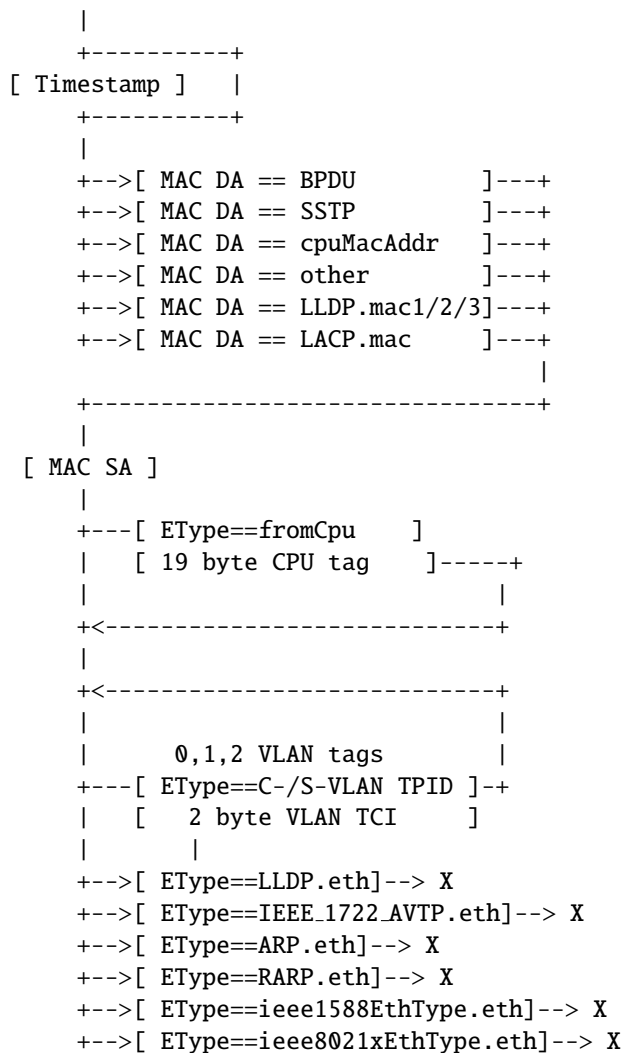 |
     +----------+
[ Timestamp ]   |
     +----------+
     |
     +-->[ MAC DA == BPDU        ]---+
     +-->[ MAC DA == SSTP        ]---+
     +-->[ MAC DA == cpuMacAddr  ]---+
     +-->[ MAC DA == other       ]---+
     +-->[ MAC DA == LLDP.mac1/2/3]---+
     +-->[ MAC DA == LACP.mac    ]---+
                                     |
     +--------------------------------+
     |
 [ MAC SA ]
     |
     +---[ EType==fromCpu     ]
     |   [ 19 byte CPU tag    ]-----+
     |                              |
     +<-----------------------------+
     |
     +<-----------------------------+
     |                              |
     |      0,1,2 VLAN tags         |
     +---[ EType==C-/S-VLAN TPID ]-+
     |   [   2 byte VLAN TCI     ]
     |       |
     +-->[ EType==LLDP.eth]--> X
     +-->[ EType==IEEE_1722_AVTP.eth]--> X
     +-->[ EType==ARP.eth]--> X
     +-->[ EType==RARP.eth]--> X
     +-->[ EType==ieee1588EthType.eth]--> X
     +-->[ EType==ieee8021xEthType.eth]--> X